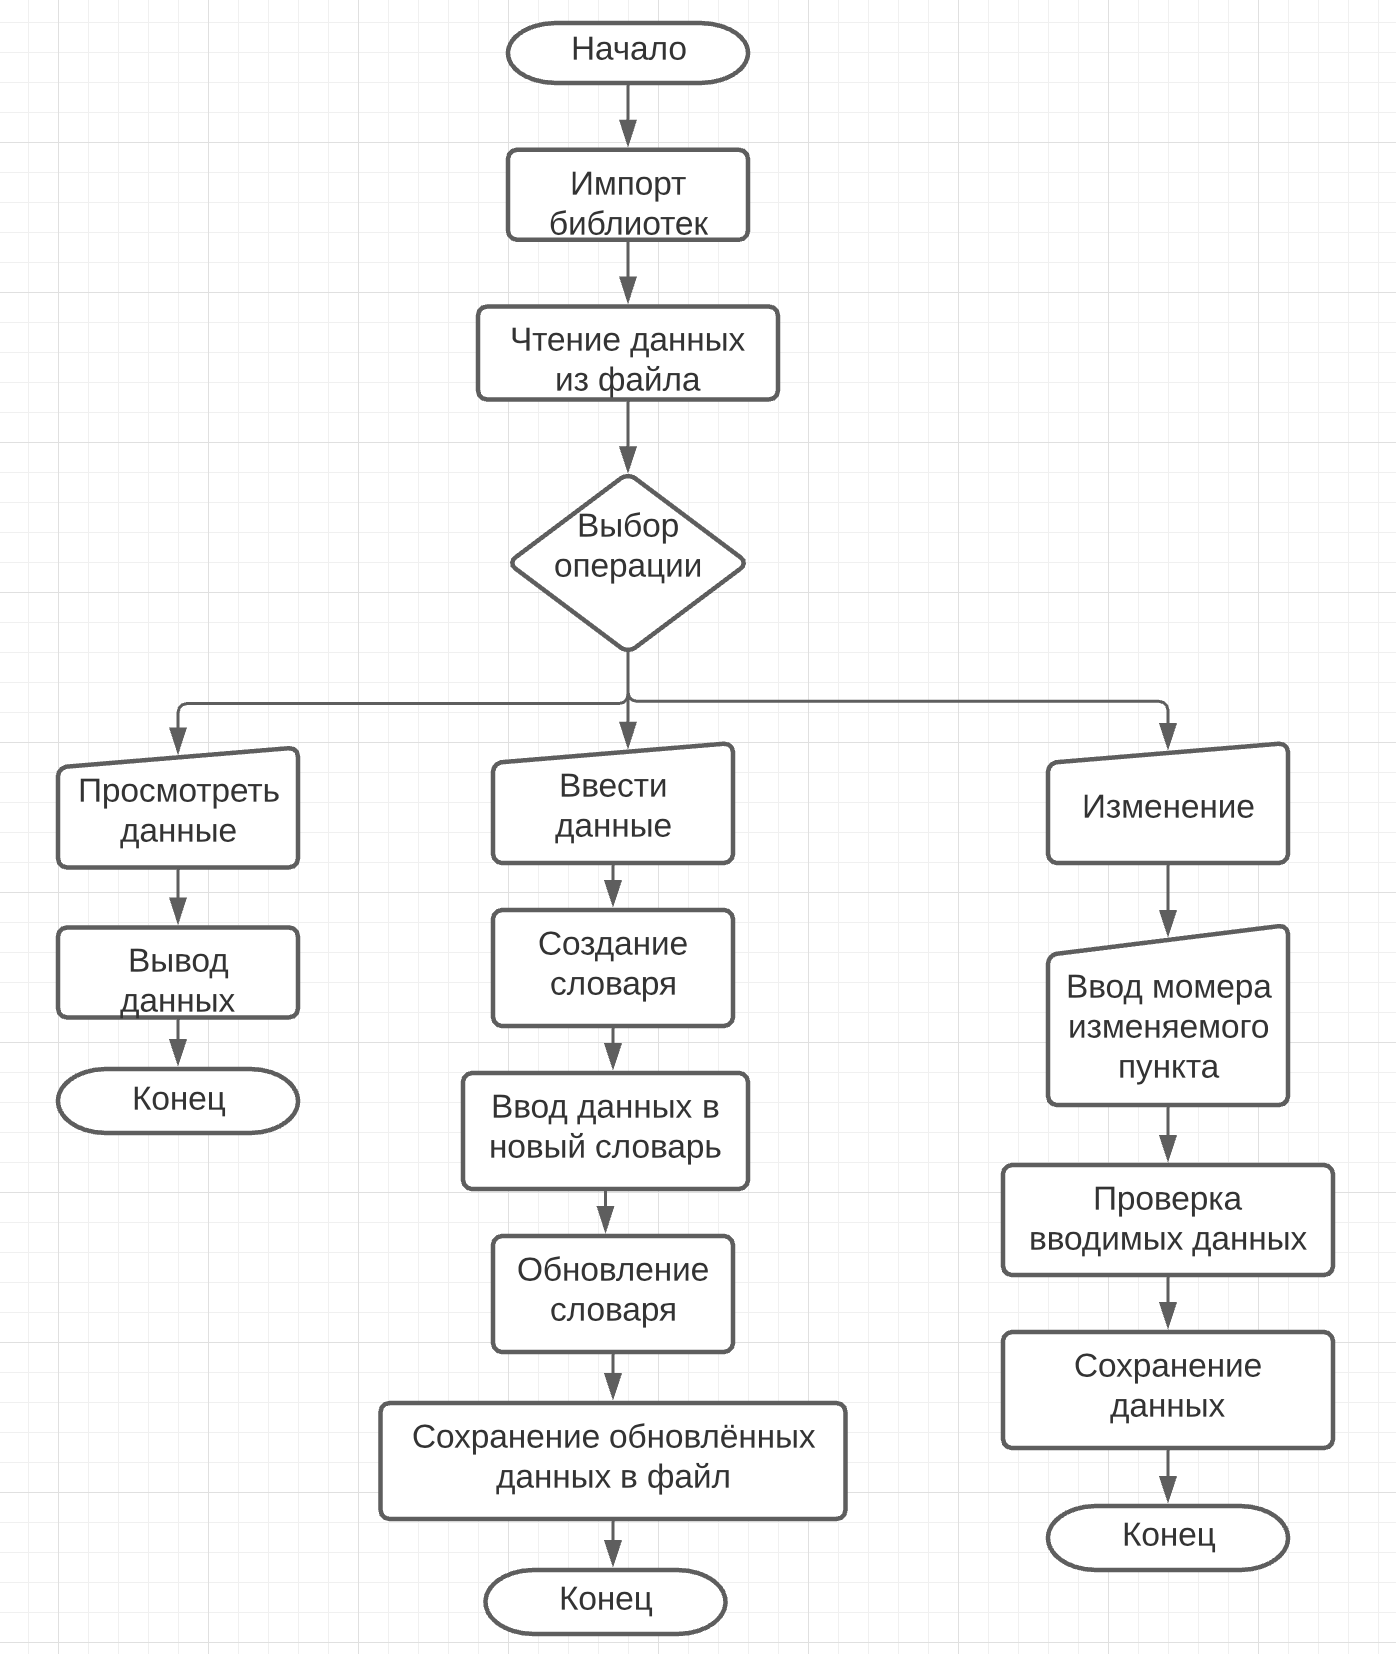 Начало
Импорт
библиотек
Чтение данных
из файла
Выбор
операции
Просмотреть
данные
Вывод
данных
Конец
Ввести
данные
Создание
словаря
Ввод данных в
новый словарь
Обновление
словаря
Сохранение обновлённых
данных в файл
Конец
Изменение
Ввод момера
изменяемого
пункта
Проверка
вводимых данных
Сохранение
данных
Конец